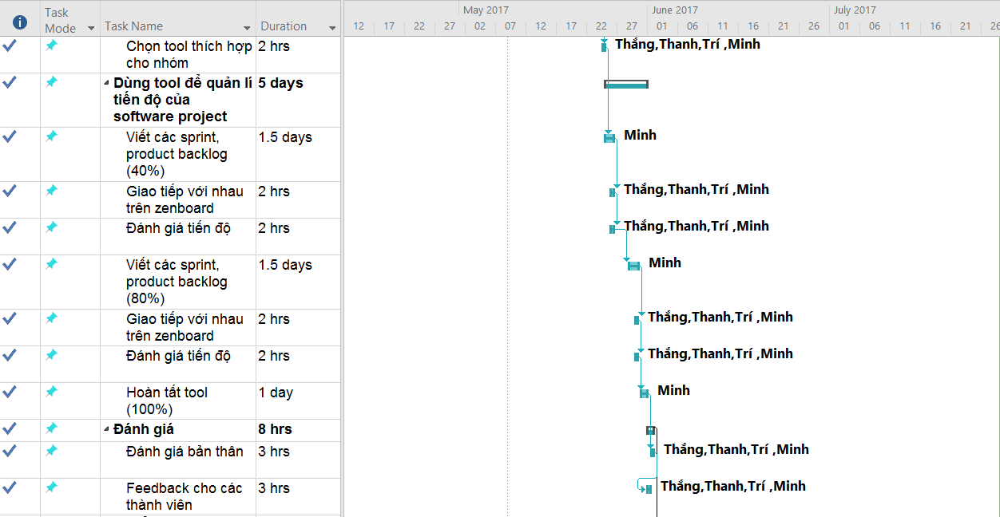 Task
Mode
Task Name
Duration
May 2017
June 2017
July 2017
12 17 22 27 02 07 12 17 22 27 01 06 11 16 21 26 01 06 11 16 21 26
Chọn tool thích hợp
cho nhóm
2 hrs
Thắng,Thanh,Trí ,Minh
Dùng tool để quản lí
tiến độ của
software project
5 days
Viết các sprint,
product backlog
(40%)
1.5 days
Minh
Giao tiếp với nhau
trên zenboard
2 hrs
Thắng,Thanh,Trí ,Minh
Đánh giá tiến độ
2 hrs
Thắng,Thanh,Trí ,Minh
Viết các sprint,
product backlog
(80%)
1.5 days
Minh
Giao tiếp với nhau
trên zenboard
2 hrs
Thắng,Thanh,Trí ,Minh
Đánh giá tiến độ
2 hrs
Thắng,Thanh,Trí ,Minh
Hoàn tất tool
(100%)
1 day
Minh
Đánh giá
8 hrs
Đánh giá bản thân
3 hrs
Thắng,Thanh,Trí ,Minh
Feedback cho các
thành viên
3 hrs
Thắng,Thanh,Trí ,Minh